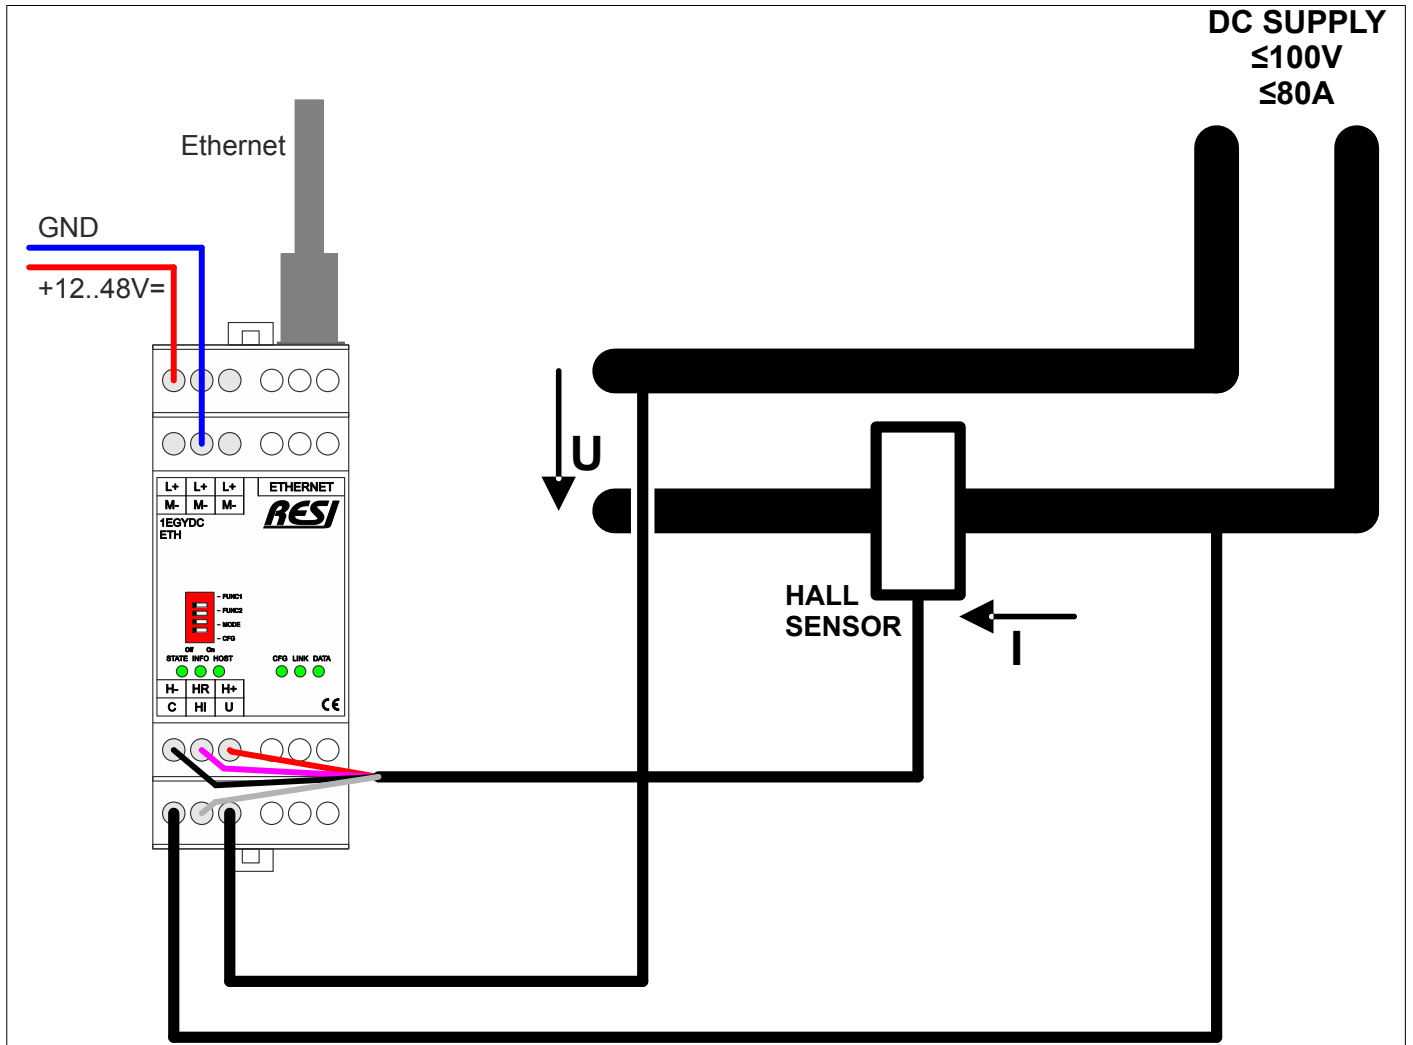 DC SUPPLY
≤100V
≤80A
Ethernet
GND
+12..48V=
L+ L+ L+ ETHERNET
M- M- M- RESI
1EGYDC
ETH
U
HALL
SENSOR
I
– FUNC1
– FUNC2
– MODE
– CFG
Off On
STATE INFO HOST CFG LINK DATA
H- HR H+
C HI U CE